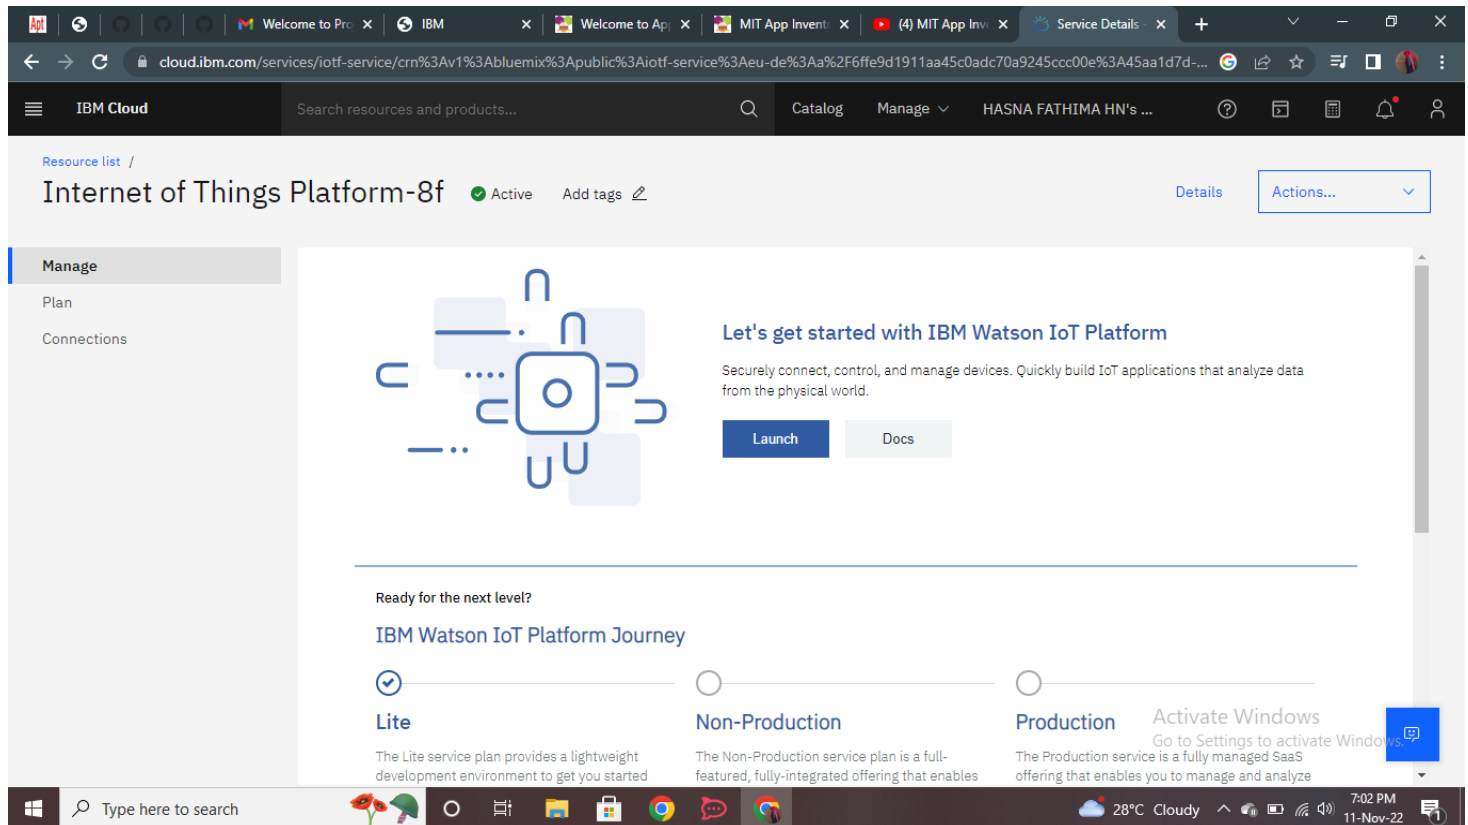 Apt
Welcome to Pro
IBM
Welcome to Ap
MIT App Invent
(4) MIT App Inv
Service Details -
cloud.ibm.com/services/iotf-service/crn%3Av1%3Abluemix%3Apublic%3Aiotf-service%3Aeu-de%3Aa%2F6ffe9d1911aa45c0adc70a9245ccc00e%3A45aa1d7d-...
IBM Cloud
Search resources and products...
Catalog
Manage
HASNA FATHIMA HN's ...
Resource list /
Internet of Things Platform-8f
Active
Add tags
Details
Actions...
Manage
Plan
Connections
Let's get started with IBM Watson IoT Platform
Securely connect, control, and manage devices. Quickly build IoT applications that analyze data
from the physical world.
Launch
Docs
Ready for the next level?
IBM Watson IoT Platform Journey
Lite
The Lite service plan provides a lightweight
development environment to get you started
Non-Production
The Non-Production service plan is a full-
featured, fully-integrated offering that enables
Production
The Production service is a fully managed SaaS
offering that enables you to manage and analyze
Activate Windows
Go to Settings to activate Windows.
Type here to search
28°C Cloudy
7:02 PM
11-Nov-22
1